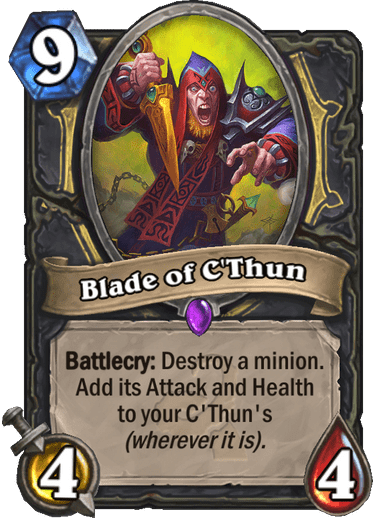 9
Blade of C'Thun
Battlecry: Destroy a minion.
Add its Attack and Health
to your C'Thun's
(wherever it is).
4
4